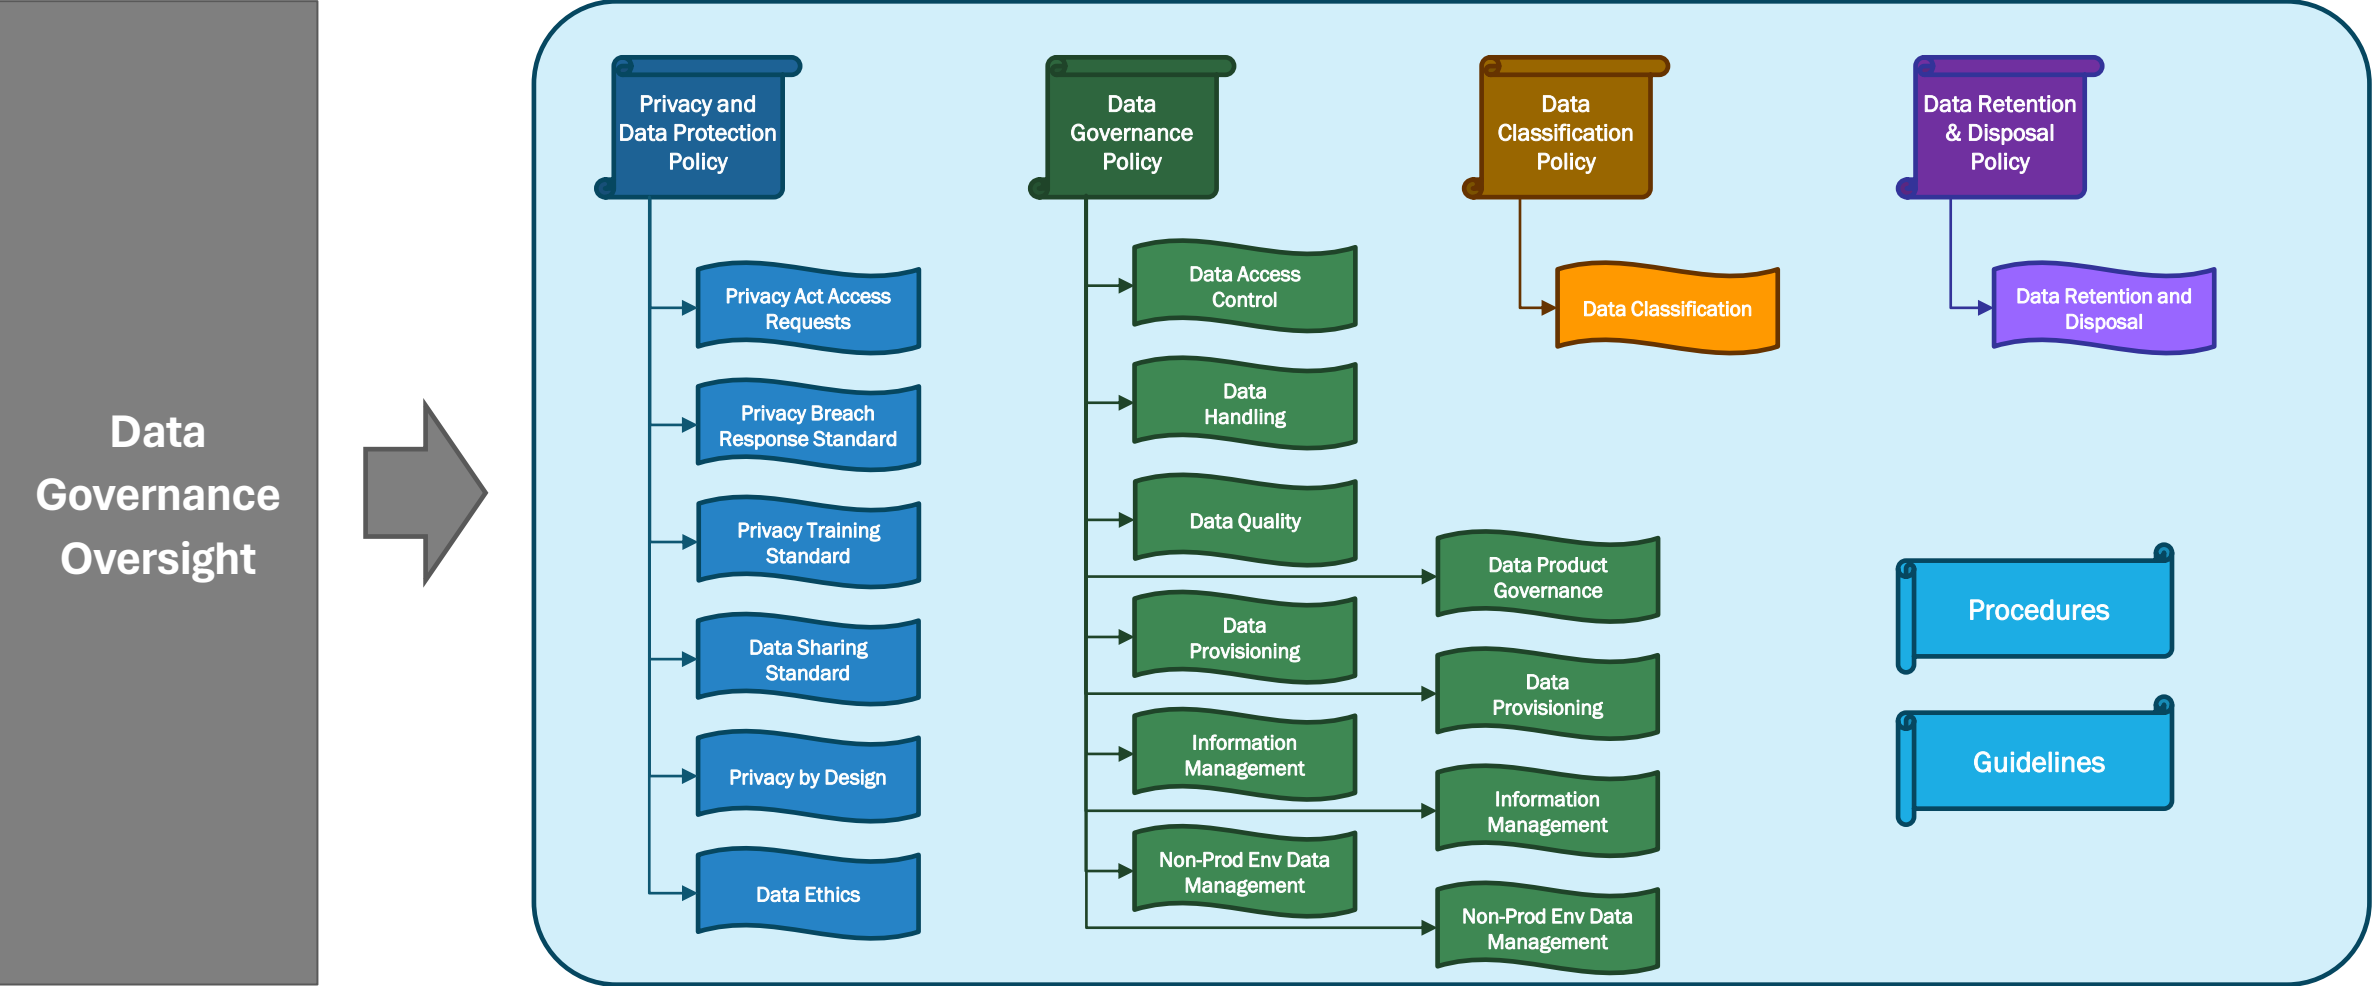 Data
Governance
Oversight
Privacy and
Data Protection
Policy
Privacy Act Access
Requests
Privacy Breach
Response Standard
Privacy Training
Standard
Data Sharing
Standard
Privacy by Design
Data Ethics
Data
Governance
Policy
Data Access
Control
Data
Handling
Data Quality
Data
Provisioning
Information
Management
Non-Prod Env Data
Management
Data Product
Governance
Data
Provisioning
Information
Management
Non-Prod Env Data
Management
Data
Classification
Policy
Data Classification
Data Retention
& Disposal
Policy
Data Retention and
Disposal
Procedures
Guidelines